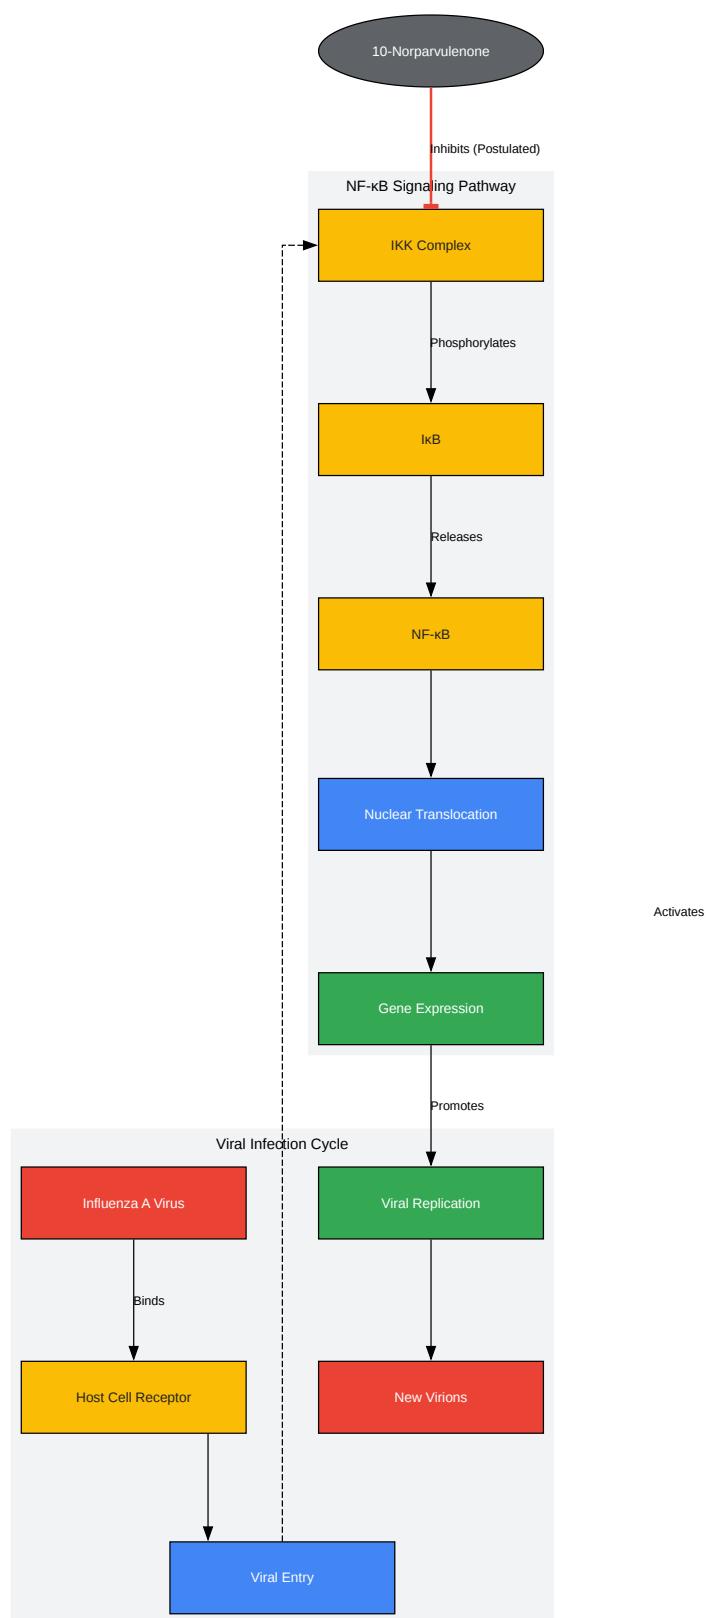 10-Norparvulenone
Inhibits (Postulated)
NF-κB Signaling Pathway
IKK Complex
Phosphorylates
IκB
Releases
NF-κB
Nuclear Translocation
Activates
Gene Expression
Promotes
Viral Infection Cycle
Influenza A Virus
Viral Replication
Binds
Host Cell Receptor
New Virions
Viral Entry